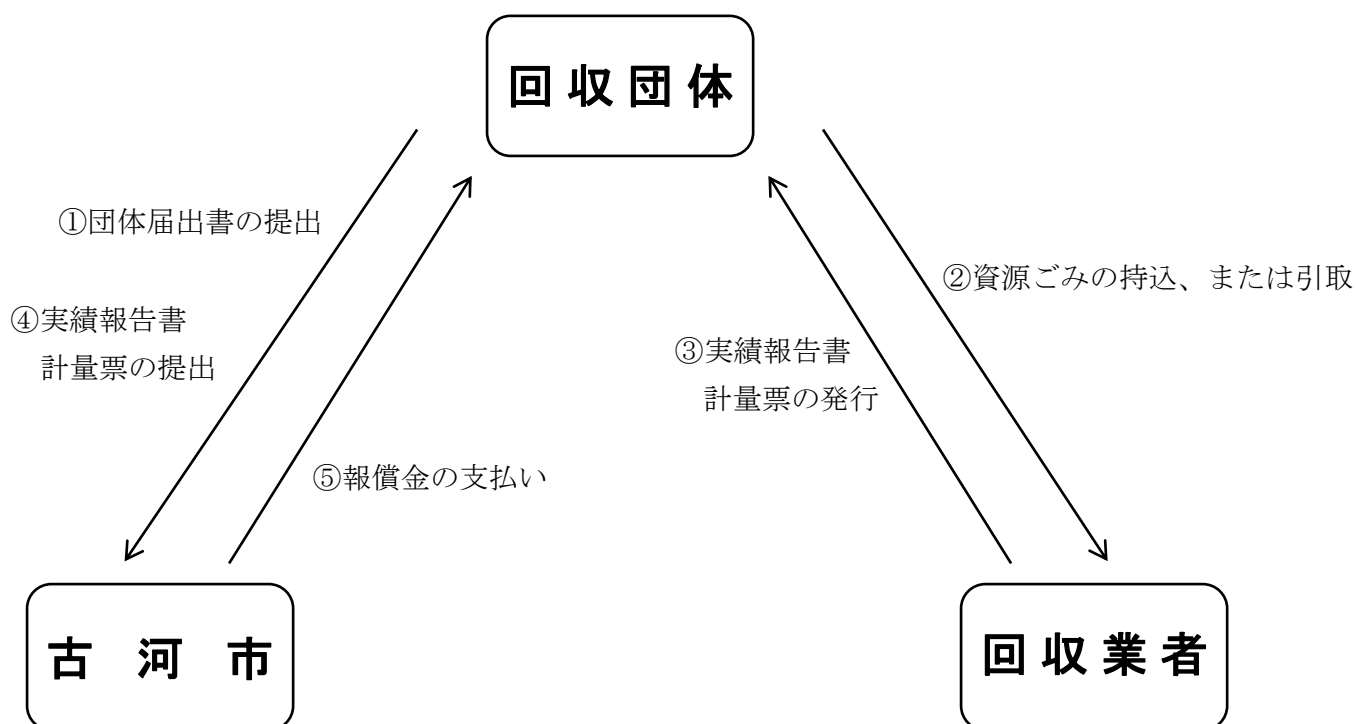 回収団体
①団体届出書の提出
②資源ごみの持込、または引取
④実績報告書
計量票の提出
③実績報告書
計量票の発行
⑤報償金の支払い
古　河　市
回収業者